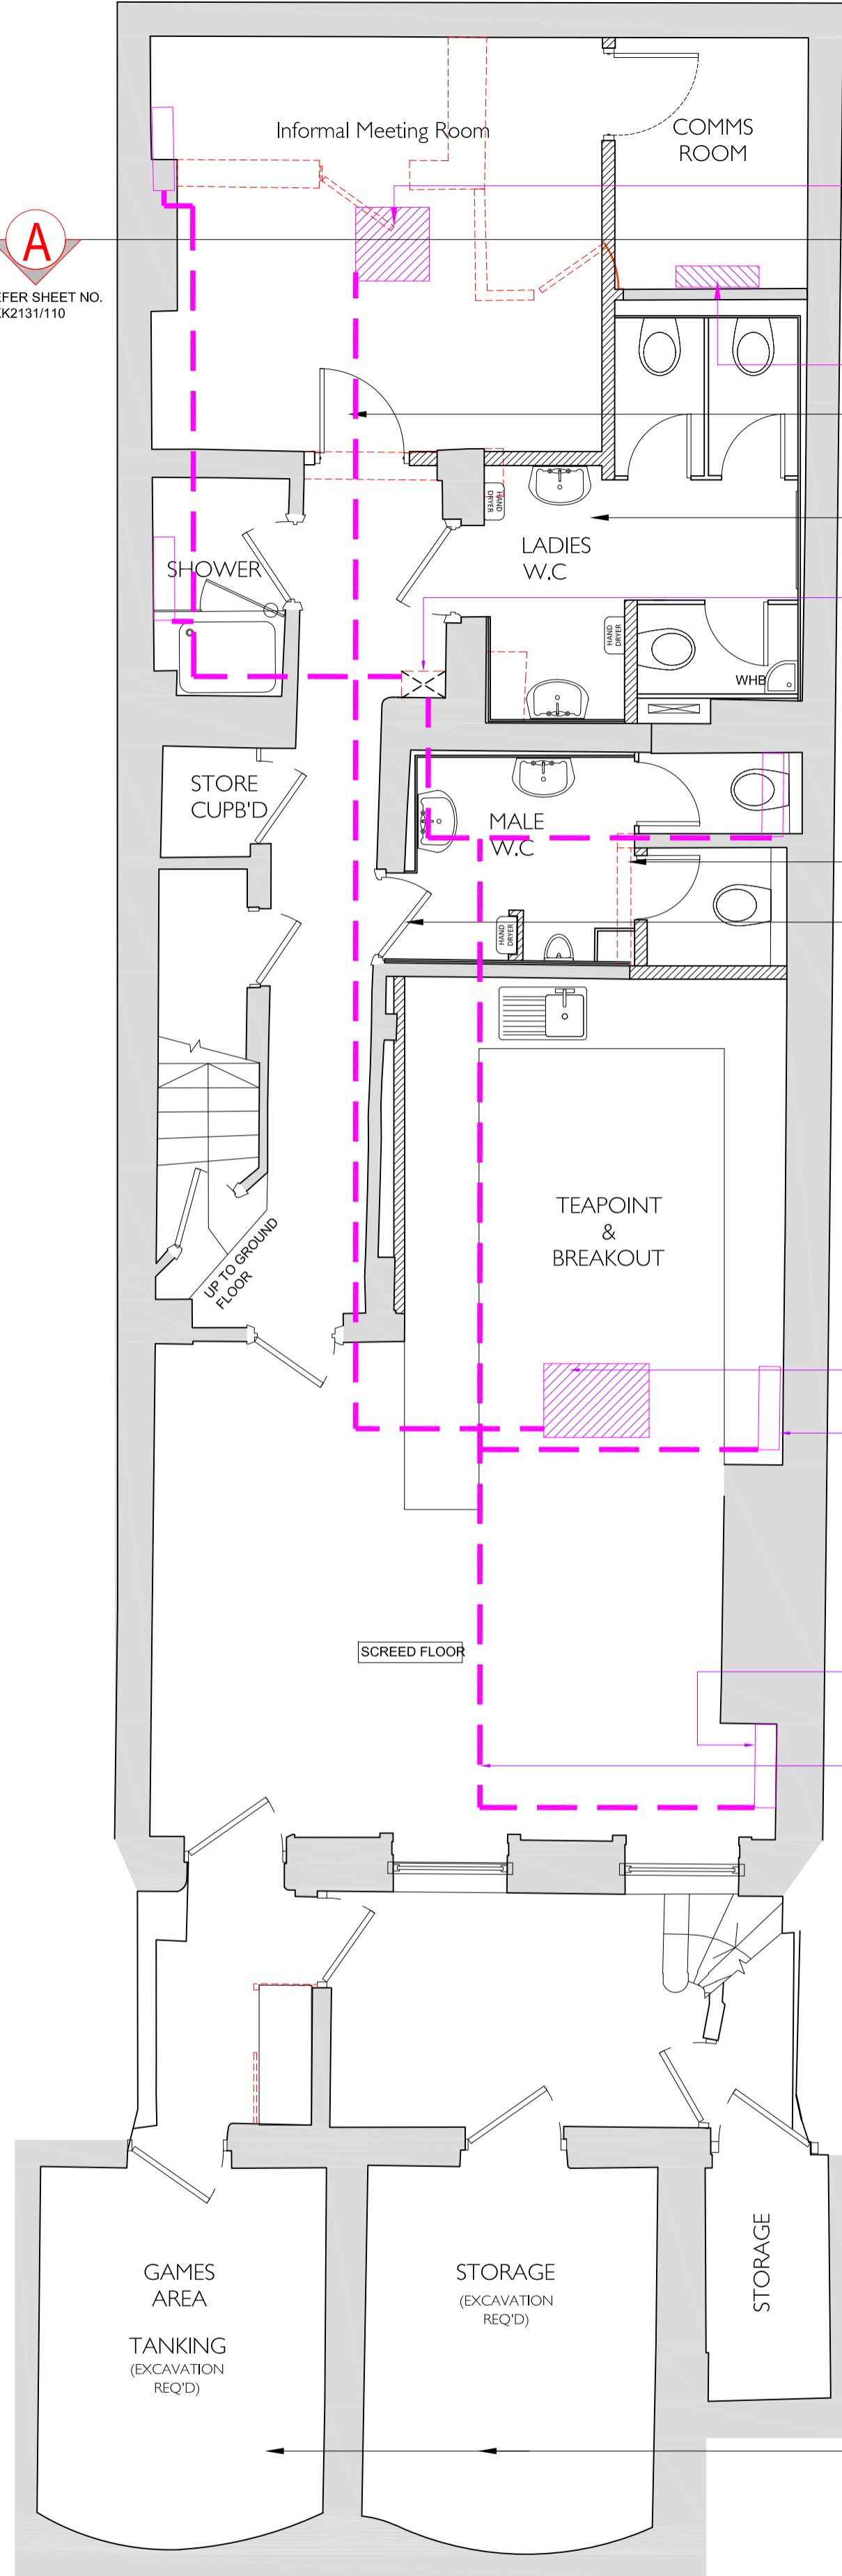 Informal Meeting Room
COMMS
ROOM
A
EFER SHEET NO.
K2131/110
HAND
DRYER
LADIES
W.C
SHOWER
HAND
DRYER
WHB
STORE
CUPB'D
MALE
W.C
HAND
DRYER
TEAPOINT
&
BREAKOUT
UP TO GROUND
FLOOR
SCREED FLOOR
GAMES
AREA
TANKING
(EXCAVATION
REQ'D)
STORAGE
(EXCAVATION
REQ'D)
STORAGE